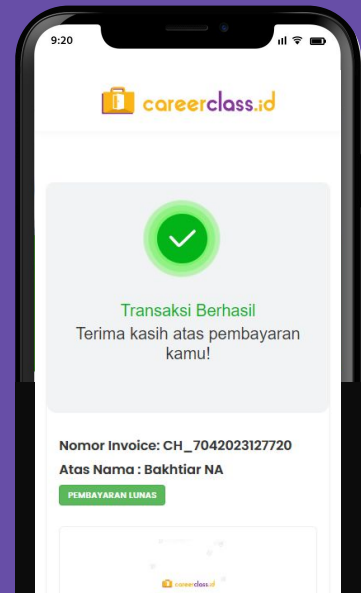 9:20
careerclass.id
Transaksi Berhasil
Terima kasih atas pembayaran
kamu!
Nomor Invoice: CH_7042023127720
Atas Nama : Bakhtiar NA
PEMBAYARAN LUNAS
careerclass.id